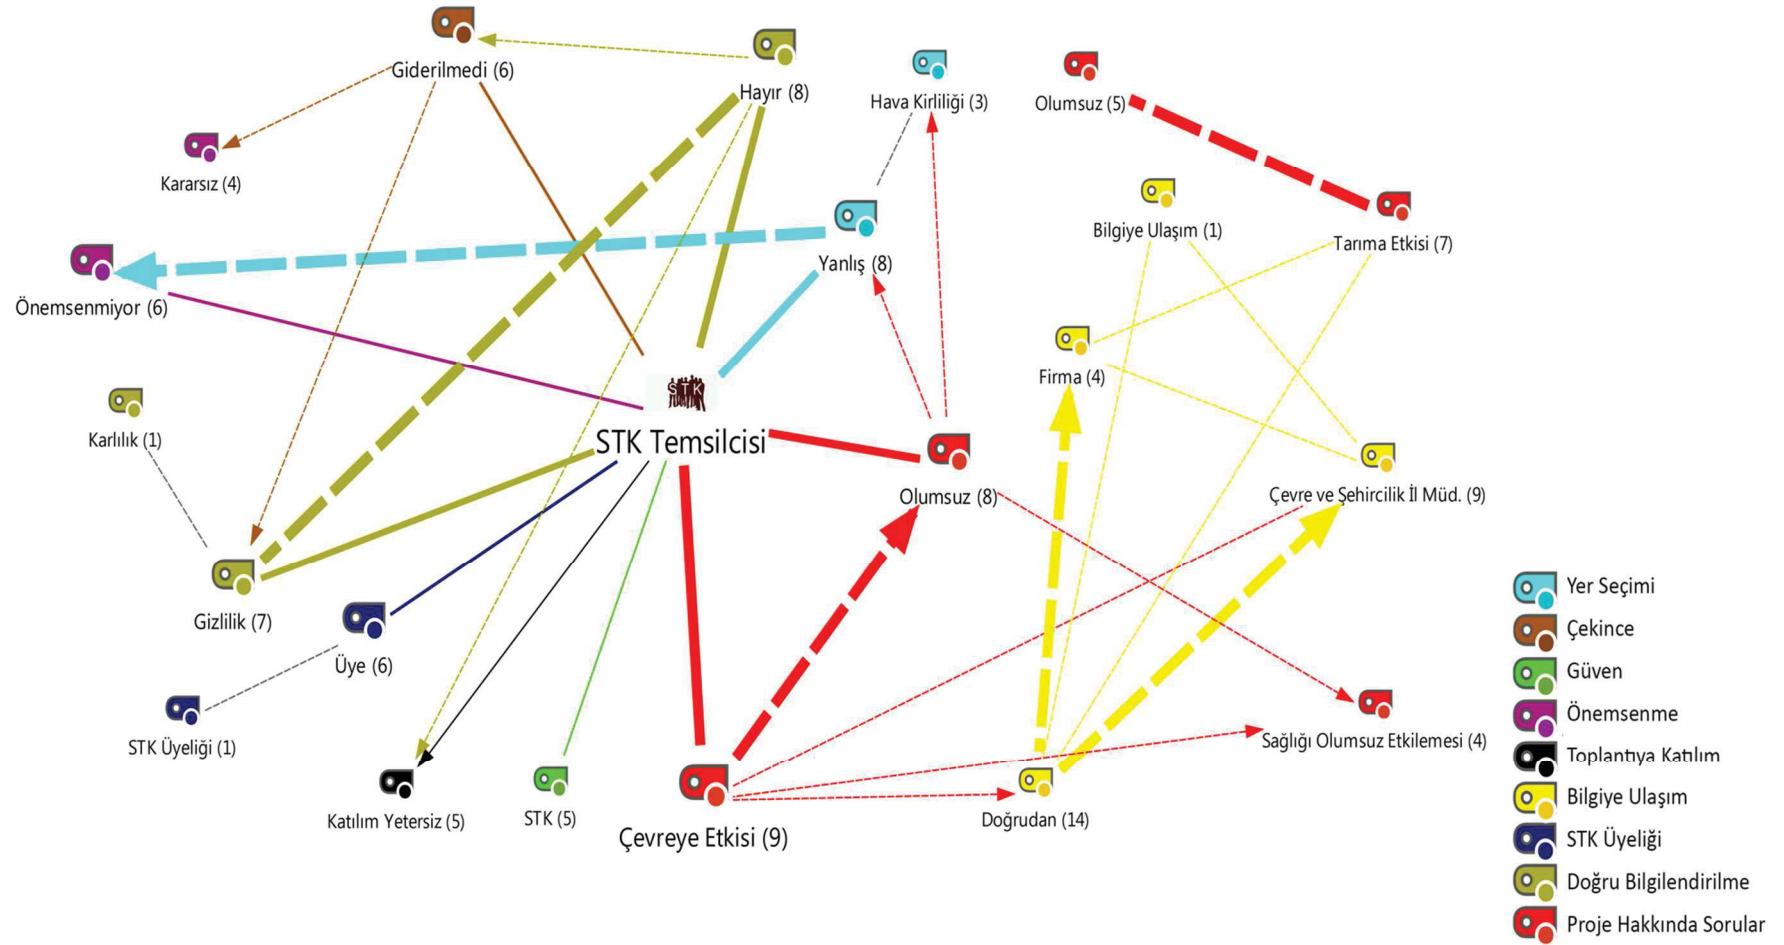 Giderilmedi (6)
Hayır (8)
Hava Kirliliği (3)
Olumsuz (5)
Kararsız (4)
Bilgiye Ulaşım (1)
Tarıma Etkisi (7)
Yanlış (8)
Önemsenmiyor (6)
Firma (4)
STK
Karlılık (1)
STK Temsilcisi
Olumsuz (8)
Çevre ve Şehircilik İl Müd. (9)
Gizlilik (7)
Üye (6)
STK Üyeliği (1)
Sağlığı Olumsuz Etkilemesi (4)
Katılım Yetersiz (5)
STK (5)
Doğrudan (14)
Çevreye Etkisi (9)
Yer Seçimi
Çekince
Güven
Önemsenme
Toplantıya Katılım
Bilgiye Ulaşım
STK Üyeliği
Doğru Bilgilendirilme
Proje Hakkında Sorular